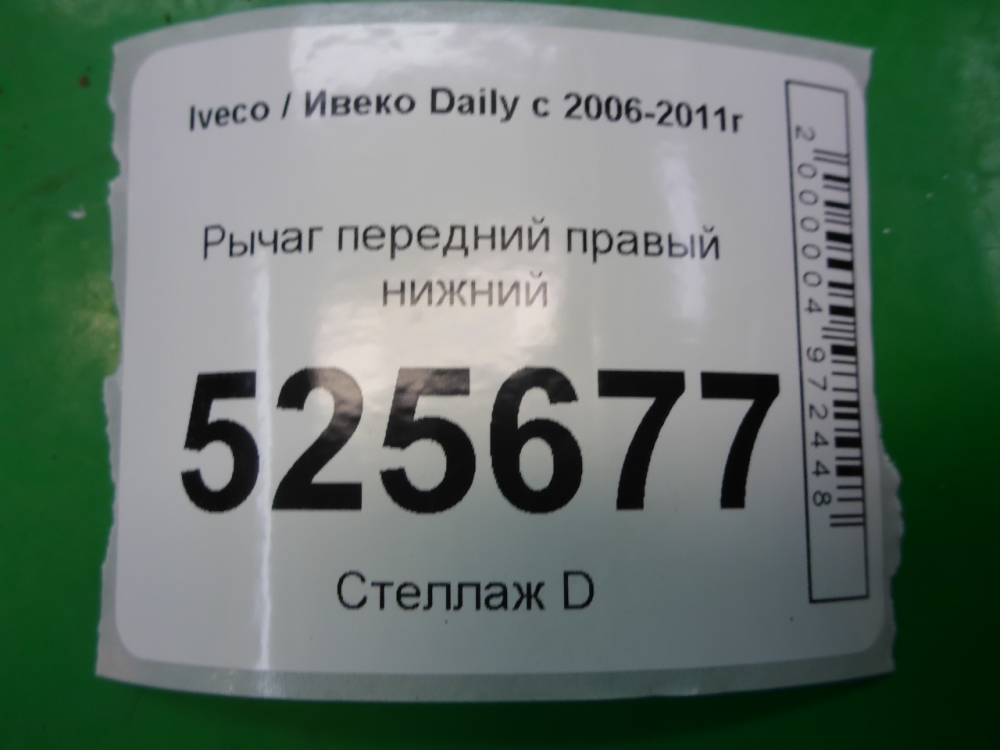 Iveco / Ивеко Daily с 2006-2011г
Рычаг передний правый
нижний
525677
Стеллаж D
2000004972448